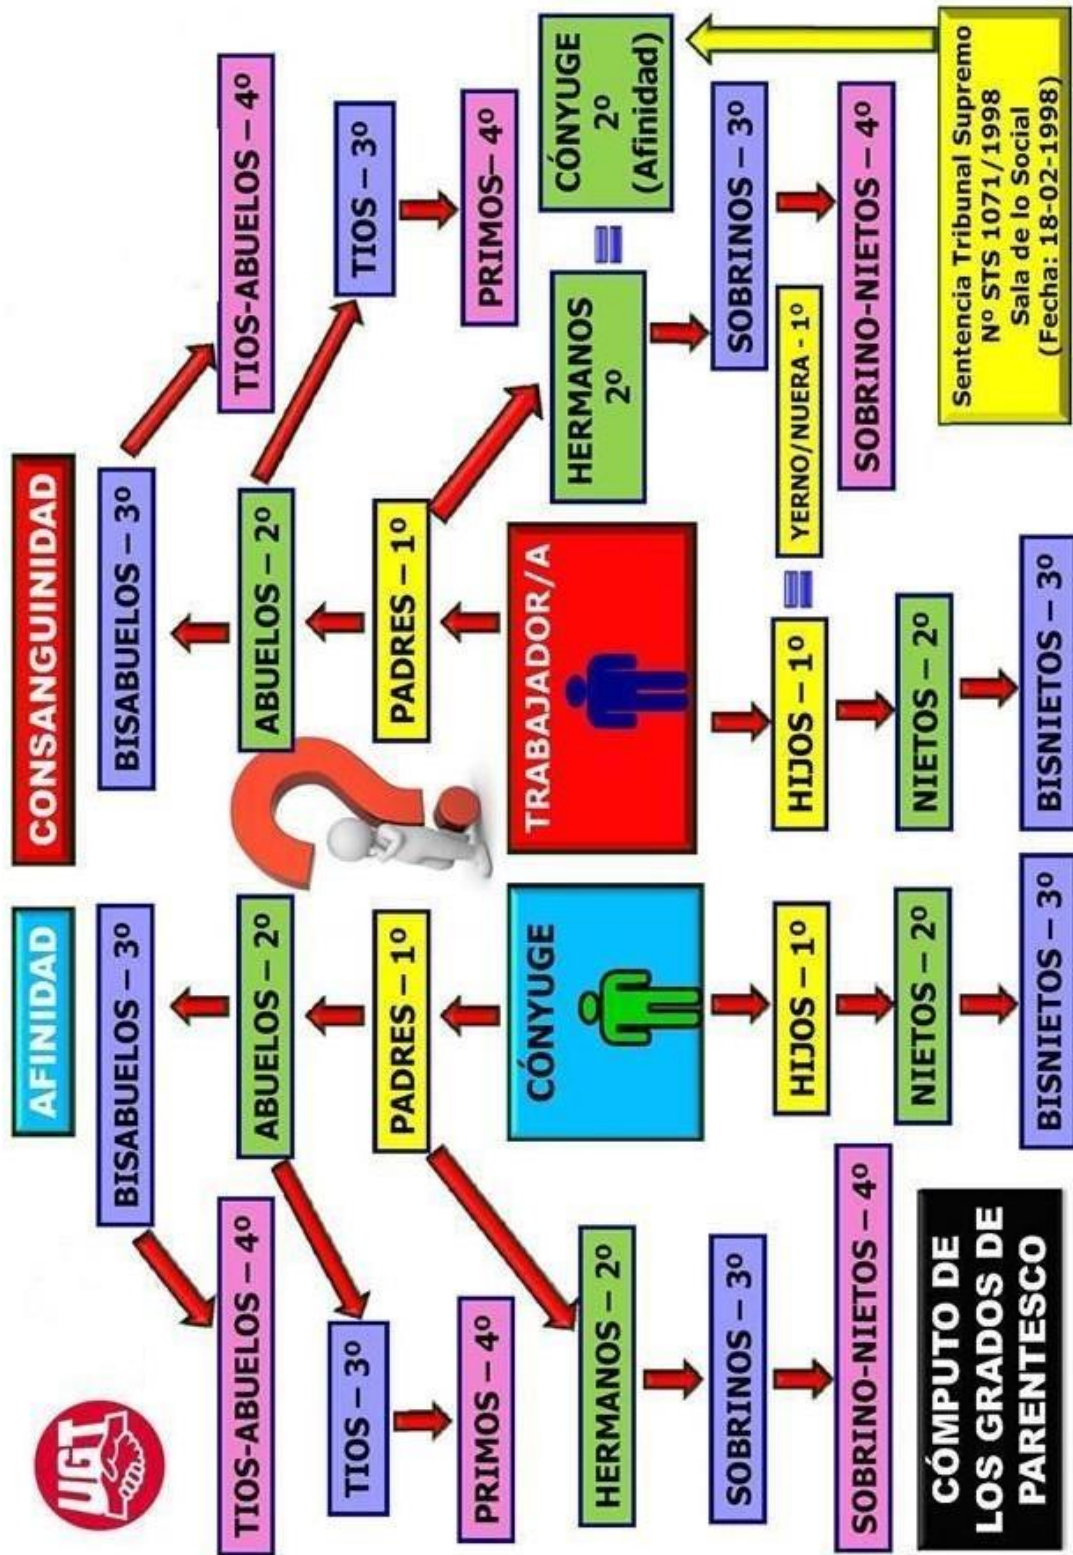 UGT
AFINIDAD
CONSANGUINIDAD
BISABUELOS – 3º
BISABUELOS – 3º
TIOS-ABUELOS – 4º
ABUELOS – 2º
ABUELOS – 2º
TIOS-ABUELOS – 4º
TIOS – 3º
PADRES – 1º
PADRES – 1º
TIOS – 3º
PRIMOS – 4º
PRIMOS– 4º
CÓNYUGE
TRABAJADOR/A
HERMANOS – 2º
HERMANOS
2º
=
CÓNYUGE
2º
(Afinidad)
SOBRINOS – 3º
HIJOS – 1º
HIJOS – 1º
=
YERNO/NUERA - 1º
SOBRINOS – 3º
SOBRINO-NIETOS – 4º
NIETOS – 2º
NIETOS – 2º
SOBRINO-NIETOS – 4º
CÓMPUTO DE
LOS GRADOS DE
PARENTESCO
BISNIETOS – 3º
BISNIETOS – 3º
Sentencia Tribunal Supremo
Nº STS 1071/1998
Sala de lo Social
(Fecha: 18-02-1998)